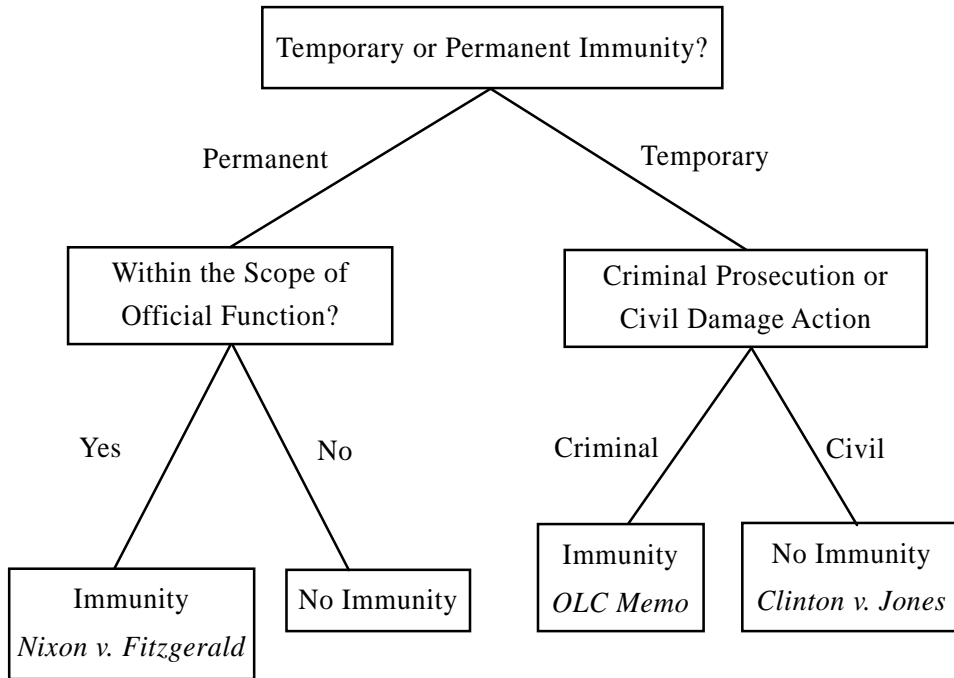 Temporary or Permanent Immunity?
Permanent
Temporary
Within the Scope of
Official Function?
Criminal Prosecution or
Civil Damage Action
Yes
No
Criminal
Civil
Immunity
Nixon v. Fitzgerald
No Immunity
Immunity
OLC Memo
No Immunity
Clinton v. Jones